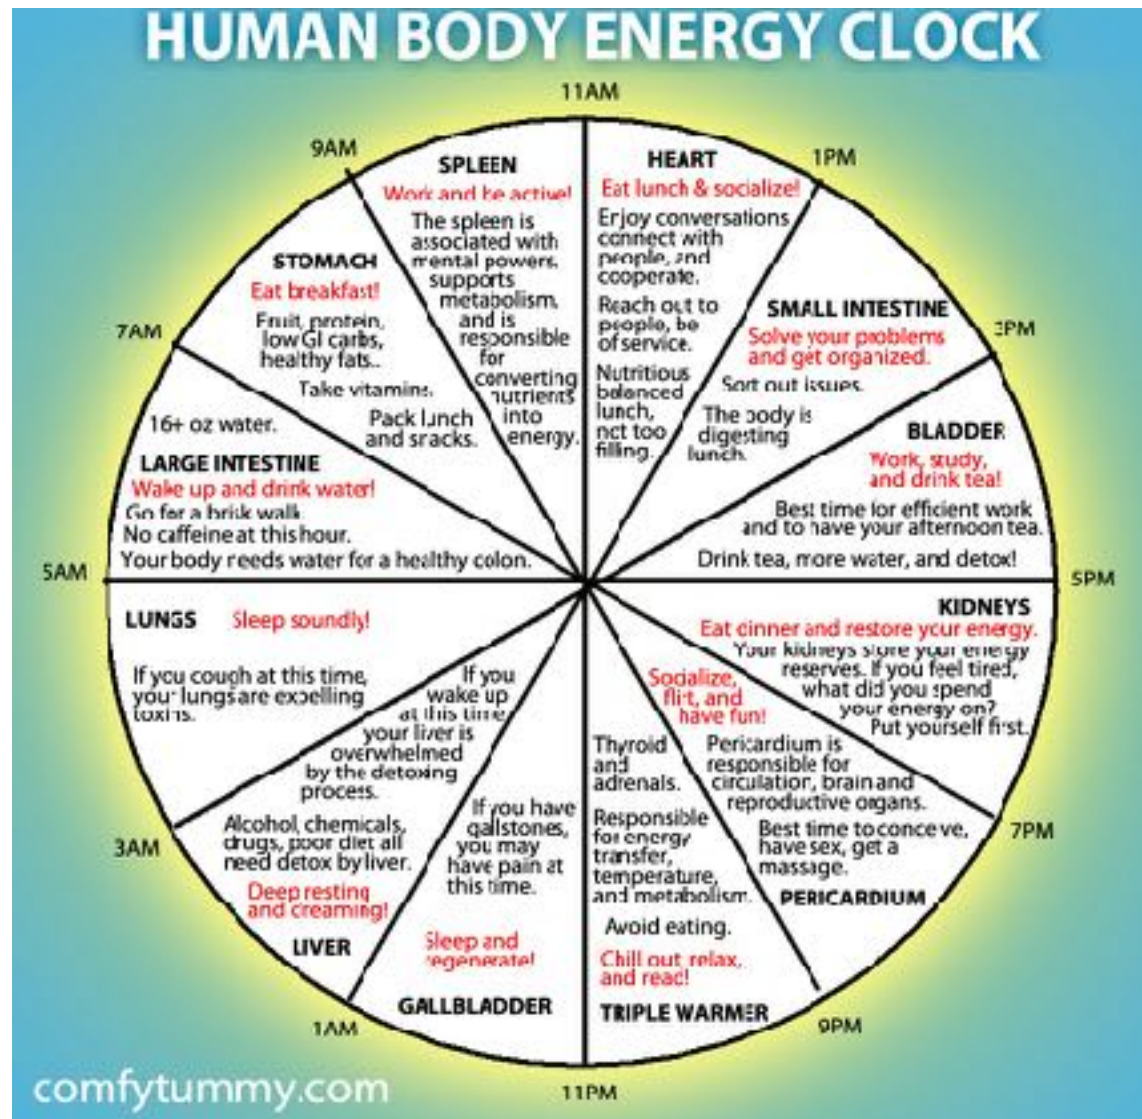 HUMAN BODY ENERGY CLOCK
11AM
HEART
Eat lunch & socialize!
Enjoy conversations
connect with
people, and
cooperate.
Reach out to
people, be
of service.
Nutritious
balanced
lunch,
not too
filling.
1PM
SMALL INTESTINE
Solve your problems
and get organized.
Sort out issues.
The body is
digesting
lunch.
3PM
BLADDER
Work, study,
and drink tea!
Best time for efficient work
and to have your afternoon tea.
Drink tea, more water, and detox!
5PM
KIDNEYS
Eat dinner and restore your energy.
Your kidneys store your energy
reserves. If you feel tired,
what did you spend
your energy on?
Put yourself first.
7PM
Socialize,
flirt, and
have fun!
Pericardium is
responsible for
circulation, brain and
reproductive organs.
Best time to conceive,
have sex, get a
massage.
PERICARDIUM
9PM
Thyroid
and
adrenals.
Responsible
for energy
transfer,
temperature,
and metabolism.
Avoid eating.
Chill out, relax,
and read!
TRIPLE WARMER
11PM
If you have
gallstones,
you may
have pain at
this time.
Sleep and
regenerate!
GALLBLADDER
1AM
If you
wake up
at this time,
your liver is
overwhelmed
by the detoxing
process.
Alcohol, chemicals,
drugs, poor diet all
need detox by liver.
Deep resting
and dreaming!
LIVER
3AM
LUNGS
Sleep soundly!
If you cough at this time,
your lungs are expelling
toxins.
5AM
16+ oz water.
LARGE INTESTINE
Wake up and drink water!
Go for a brisk walk.
No caffeine at this hour.
Your body needs water for a healthy colon.
7AM
STOMACH
Eat breakfast!
Fruit, protein,
low GI carbs,
healthy fats..
Take vitamins.
Pack lunch
and snacks.
9AM
SPLEEN
Work and be active!
The spleen is
associated with
mental powers,
supports
metabolism,
and is
responsible
for
converting
nutrients
into
energy.
comfytummy.com